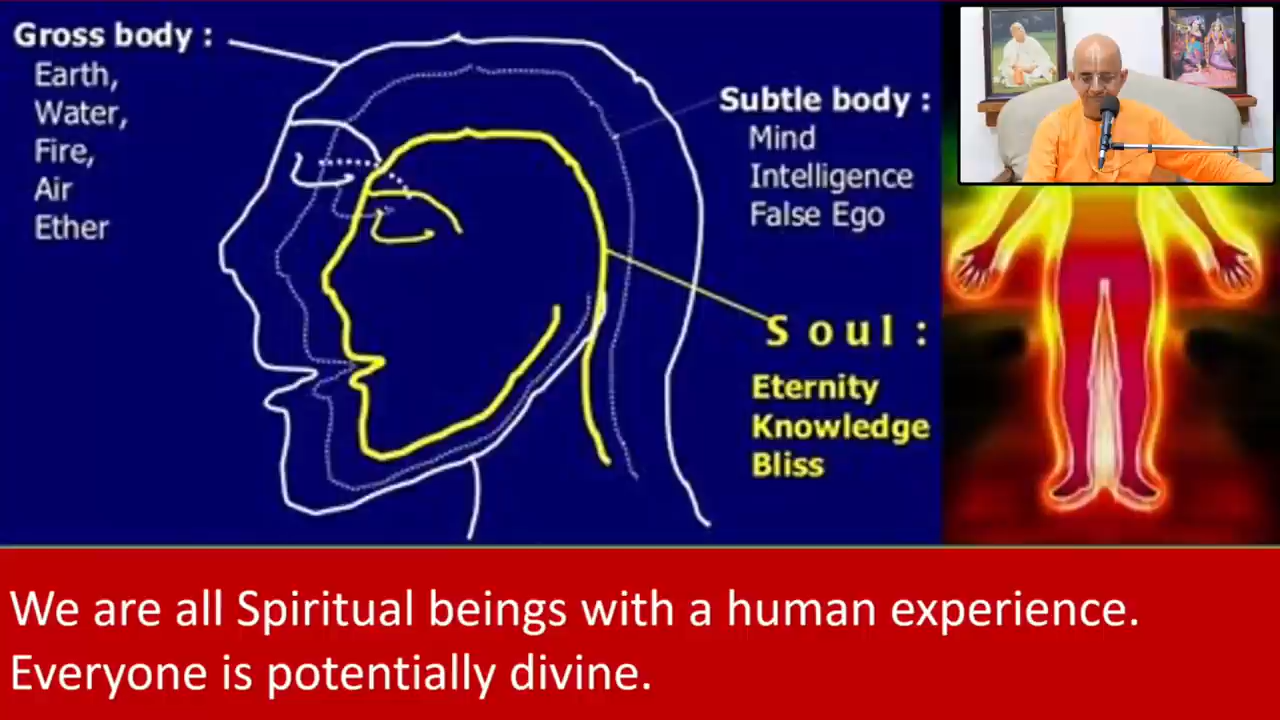 Gross body :
Earth,
Water,
Fire,
Air
Ether
Subtle body :
Mind
Intelligence
False Ego
Soul :
Eternity
Knowledge
Bliss
We are all Spiritual beings with a human experience.
Everyone is potentially divine.